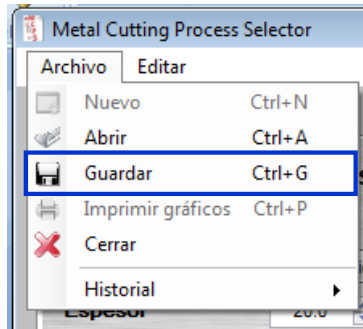 Metal Cutting Process Selector
Archivo Editar
Nuevo Ctrl+N
Abrir Ctrl+A
Guardar Ctrl+G
Imprimir gráficos Ctrl+P
Cerrar
Historial
Espesor 20.0